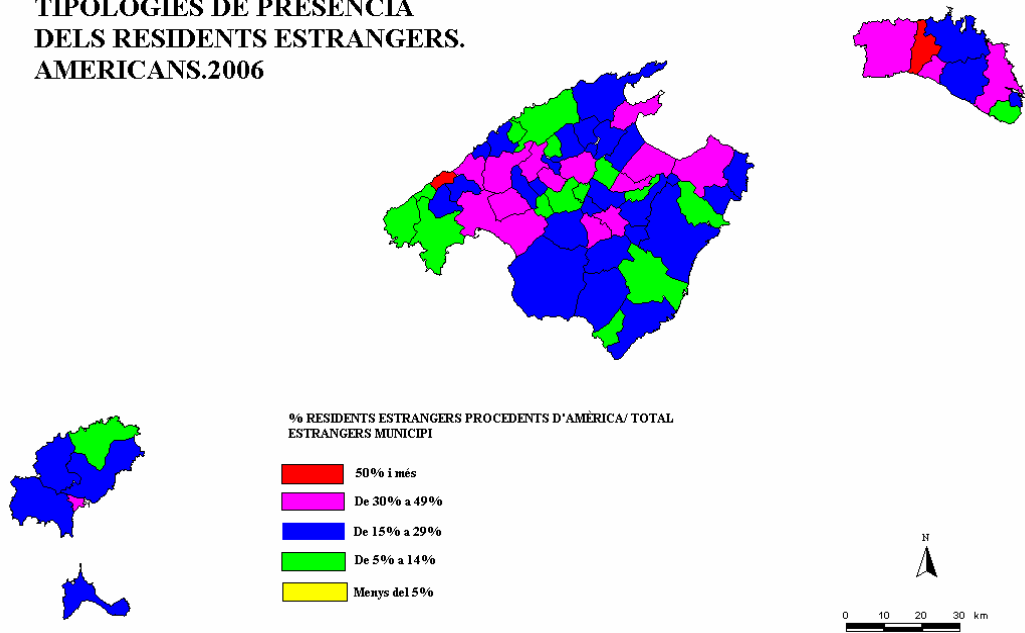 TIPOLOGIES DE PRESÈNCIA
DELS RESIDENTS ESTRANGERS.
AMERICANS.2006
% RESIDENTS ESTRANGERS PROCEDENTS D'AMÈRICA/ TOTAL
ESTRANGERS MUNICIPI
50% i més
De 30% a 49%
De 15% a 29%
De 5% a 14%
Menys del 5%
N
0 10 20 30 km